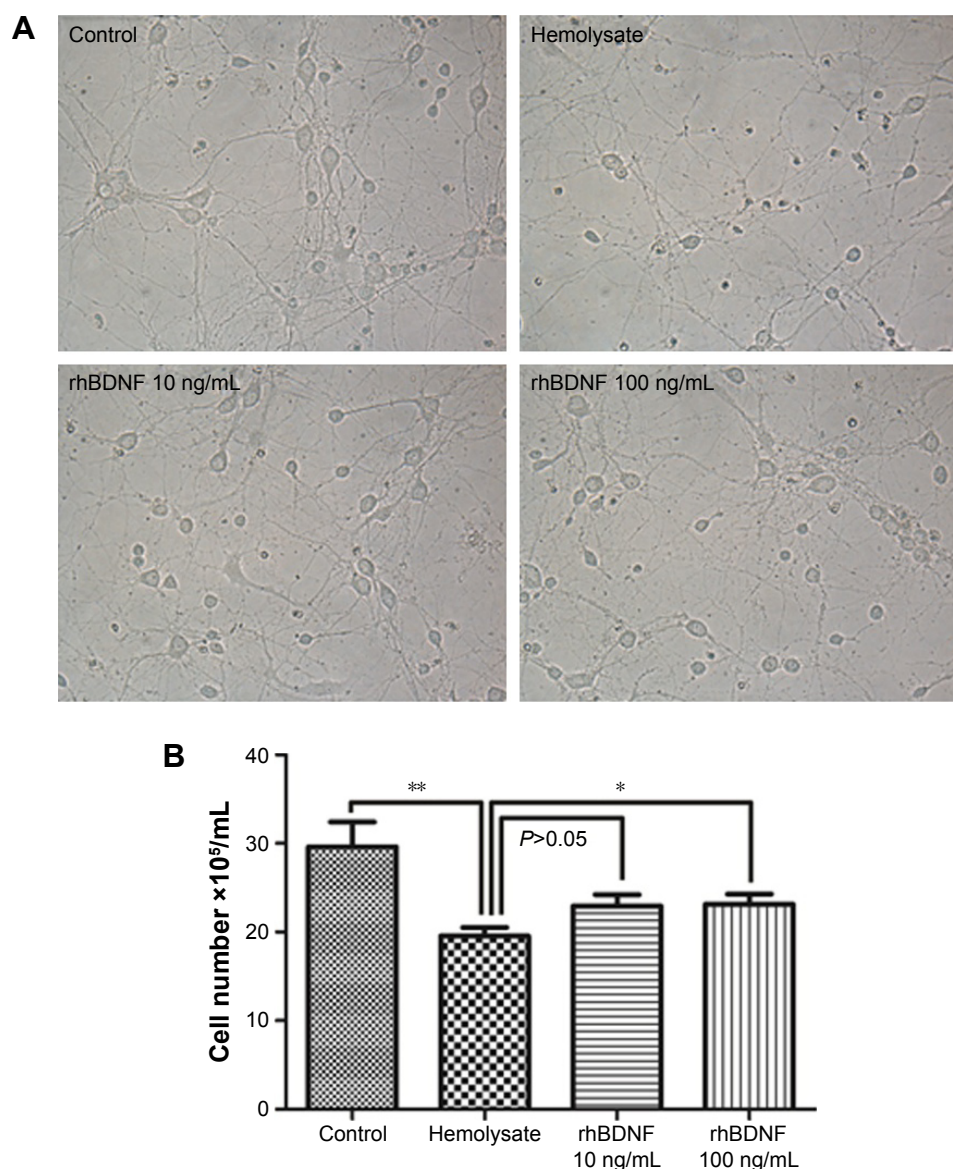 A
Control
Hemolysate
rhBDNF 10 ng/mL
rhBDNF 100 ng/mL
B
Cell number ×10⁵/mL
40
30
20
10
0
**
*
P>0.05
Control
Hemolysate
rhBDNF
10 ng/mL
rhBDNF
100 ng/mL